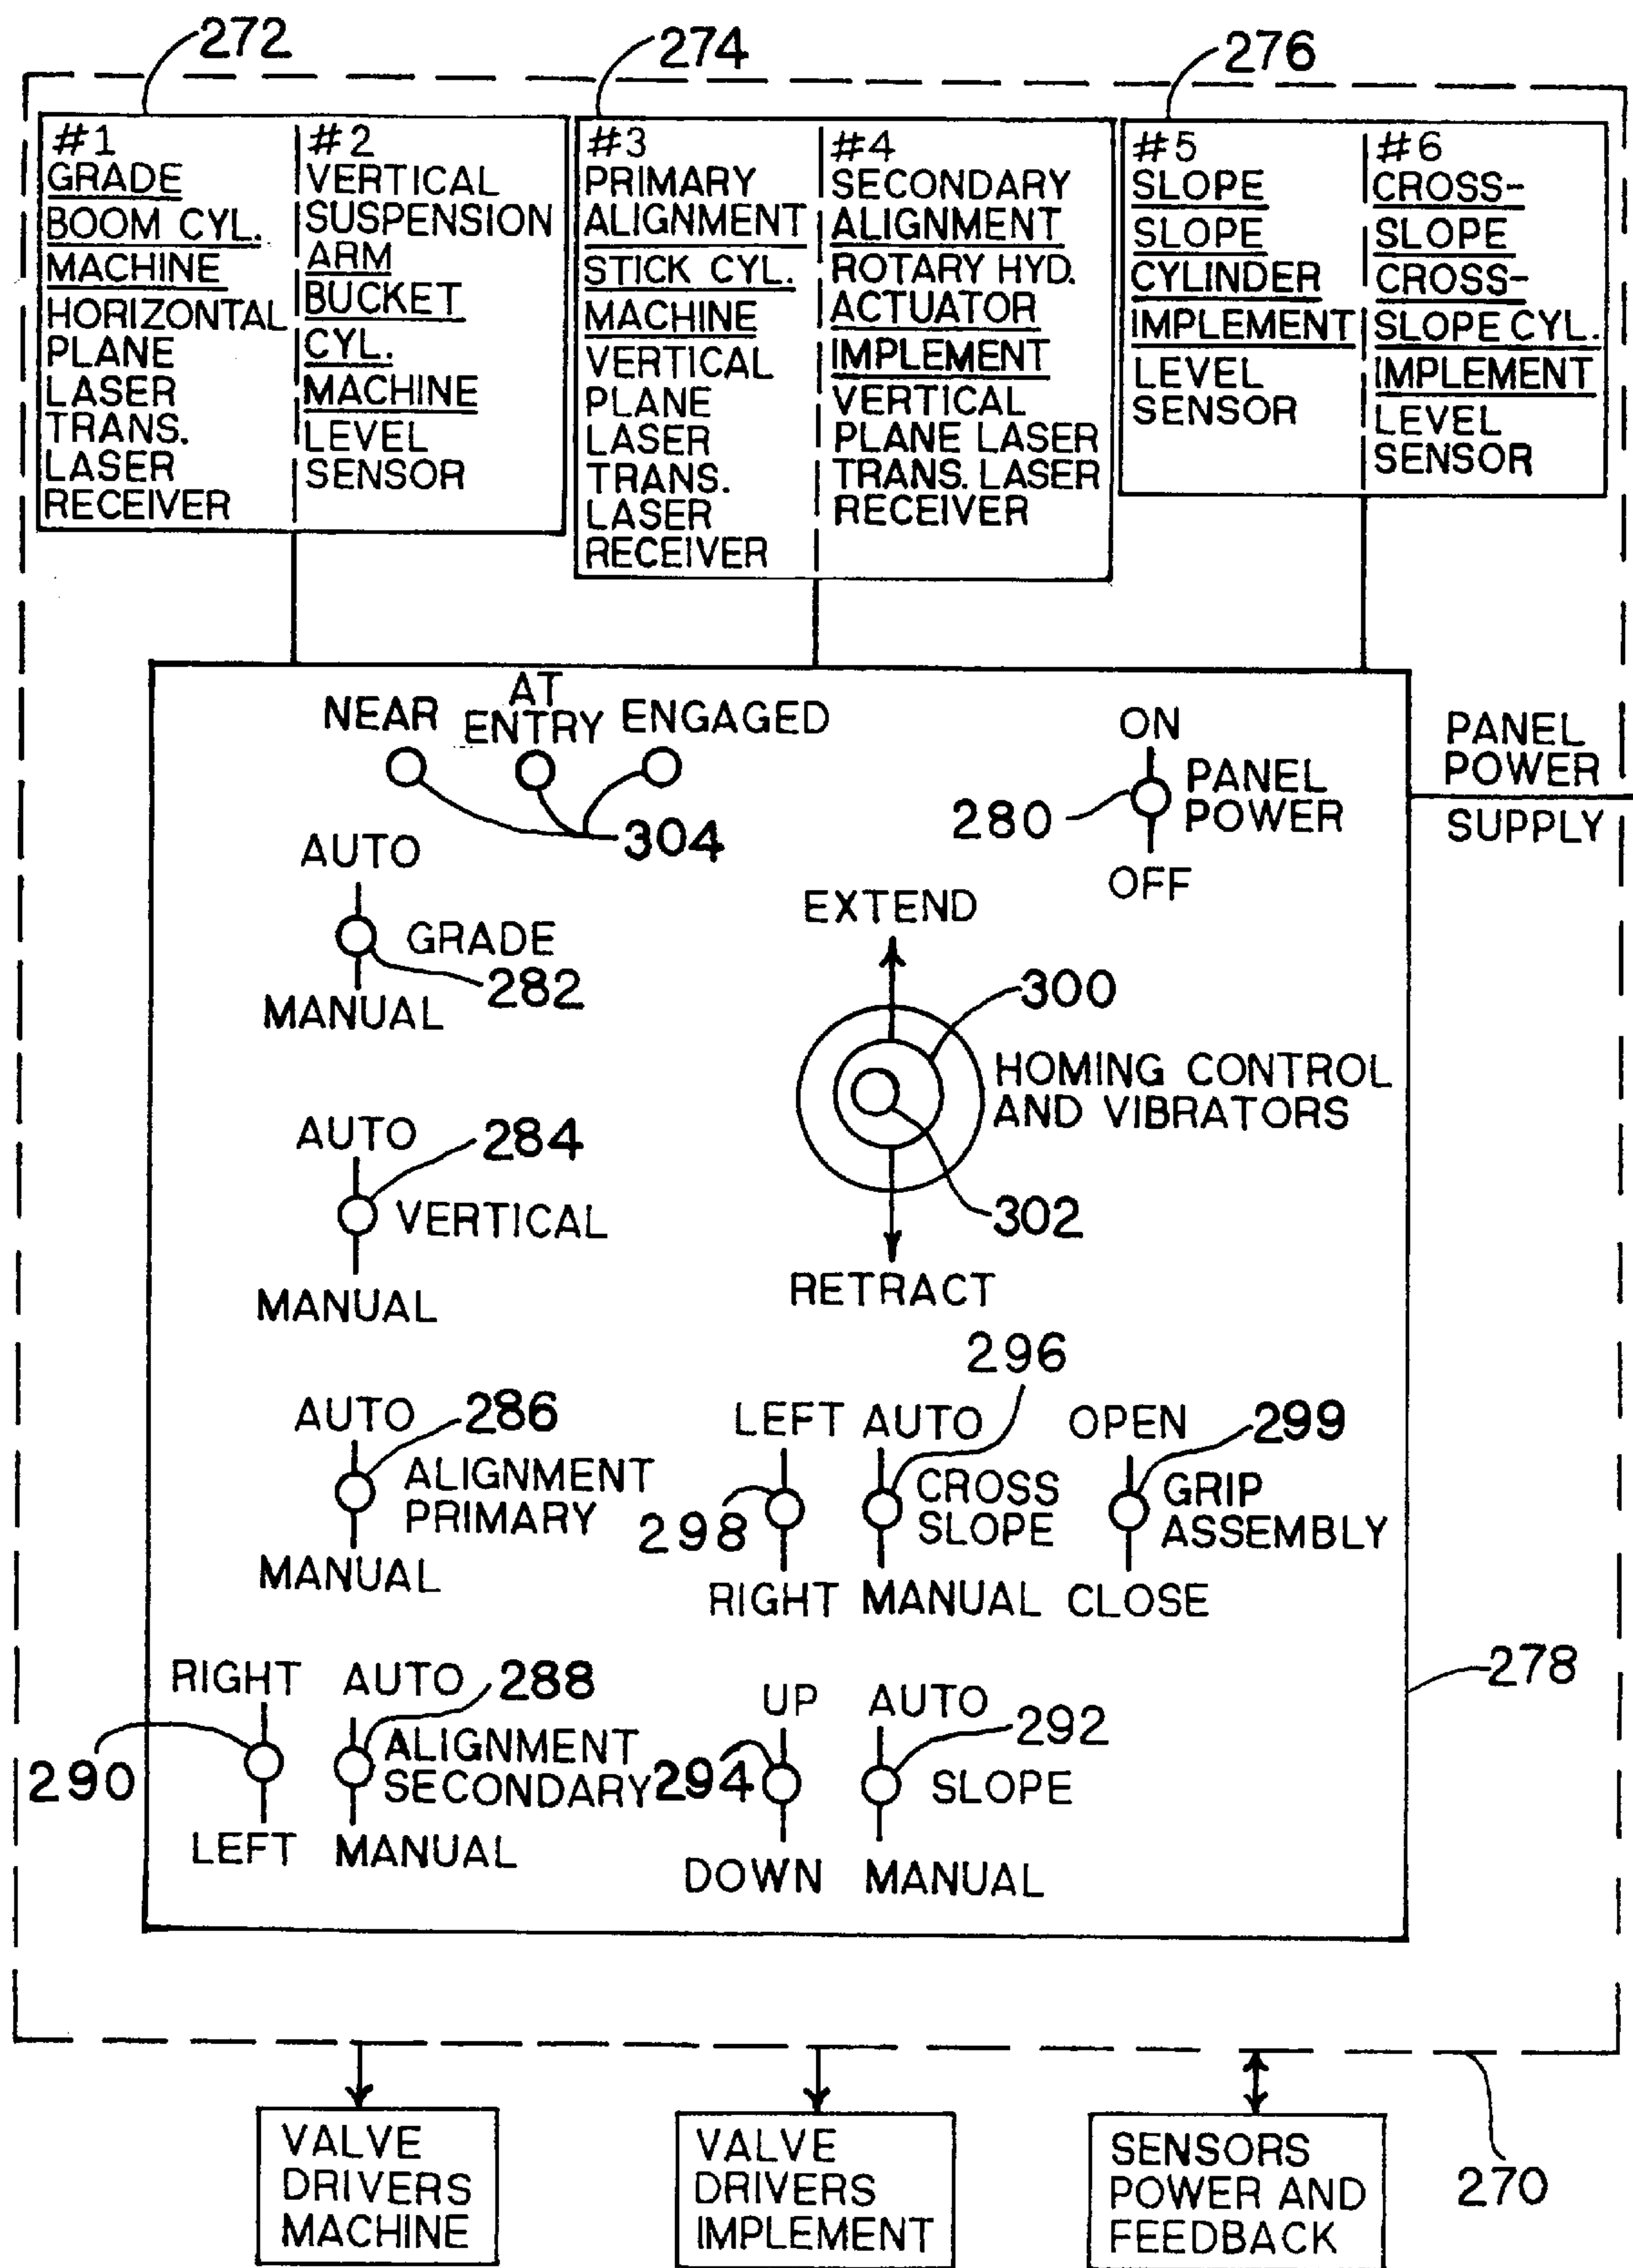 272
274
276
#1
GRADE
BOOM CYL.
MACHINE
HORIZONTAL
PLANE
LASER
TRANS.
LASER
RECEIVER
#2
VERTICAL
SUSPENSION
ARM
BUCKET
CYL.
MACHINE
LEVEL
SENSOR
#3
PRIMARY
ALIGNMENT
STICK CYL.
MACHINE
VERTICAL
PLANE
LASER
TRANS.
LASER
RECEIVER
#4
SECONDARY
ALIGNMENT
ROTARY HYD.
ACTUATOR
IMPLEMENT
VERTICAL
PLANE LASER
TRANS. LASER
RECEIVER
#5
SLOPE
SLOPE
CYLINDER
IMPLEMENT
LEVEL
SENSOR
#6
CROSS-
SLOPE
CROSS-
SLOPE CYL.
IMPLEMENT
LEVEL
SENSOR
NEAR
AT
ENTRY
ENGAGED
304
ON
280
PANEL
POWER
OFF
PANEL
POWER
SUPPLY
AUTO
GRADE
282
MANUAL
EXTEND
300
HOMING CONTROL
AND VIBRATORS
302
RETRACT
AUTO
284
VERTICAL
MANUAL
AUTO
286
ALIGNMENT
PRIMARY
MANUAL
LEFT
298
RIGHT
296
AUTO
CROSS
SLOPE
MANUAL
OPEN
299
GRIP
ASSEMBLY
CLOSE
278
RIGHT
290
LEFT
AUTO
288
ALIGNMENT
SECONDARY
MANUAL
UP
294
DOWN
AUTO
292
SLOPE
MANUAL
VALVE
DRIVERS
MACHINE
VALVE
DRIVERS
IMPLEMENT
SENSORS
POWER AND
FEEDBACK
270